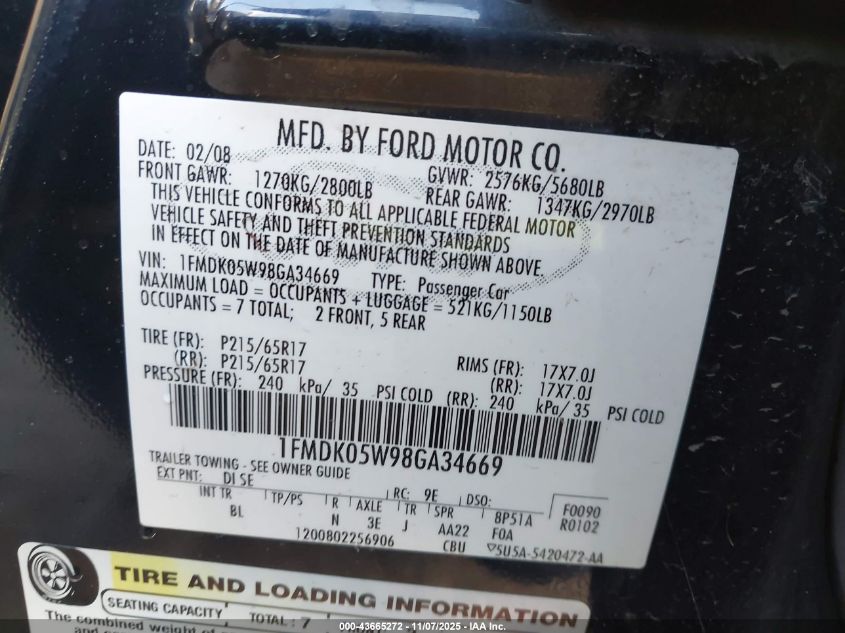 MFD. BY FORD MOTOR CO.
DATE: 02/08 GVWR: 2576KG/5680LB
FRONT GAWR: 1270KG/2800LB REAR GAWR: 1347KG/2970LB
THIS VEHICLE CONFORMS TO ALL APPLICABLE FEDERAL MOTOR
VEHICLE SAFETY AND THEFT PREVENTION STANDARDS
IN EFFECT ON THE DATE OF MANUFACTURE SHOWN ABOVE.
VIN: 1FMDK05W98GA34669 TYPE: Passenger Car
MAXIMUM LOAD = OCCUPANTS + LUGGAGE = 521KG/1150LB
OCCUPANTS = 7 TOTAL; 2 FRONT, 5 REAR
TIRE (FR): P215/65R17 RIMS (FR): 17X7.0J
(RR): P215/65R17 (RR): 17X7.0J
PRESSURE (FR): 240 kPa/ 35 PSI COLD (RR): 240 kPa/ 35 PSI COLD
1FMDK05W98GA34669
TRAILER TOWING - SEE OWNER GUIDE
EXT PNT: DI SE RC: 9E DSO: F0090
INT TR TP/PS R AXLE TR SPR BP51A R0102
BL N 3E J AA22 F0A
1200802256906 CBU ▽5U5A-5420472-AA
TIRE AND LOADING INFORMATION
SEATING CAPACITY TOTAL: 7
The combined weight of
000-43665272 - 11/07/2025 - IAA Inc.